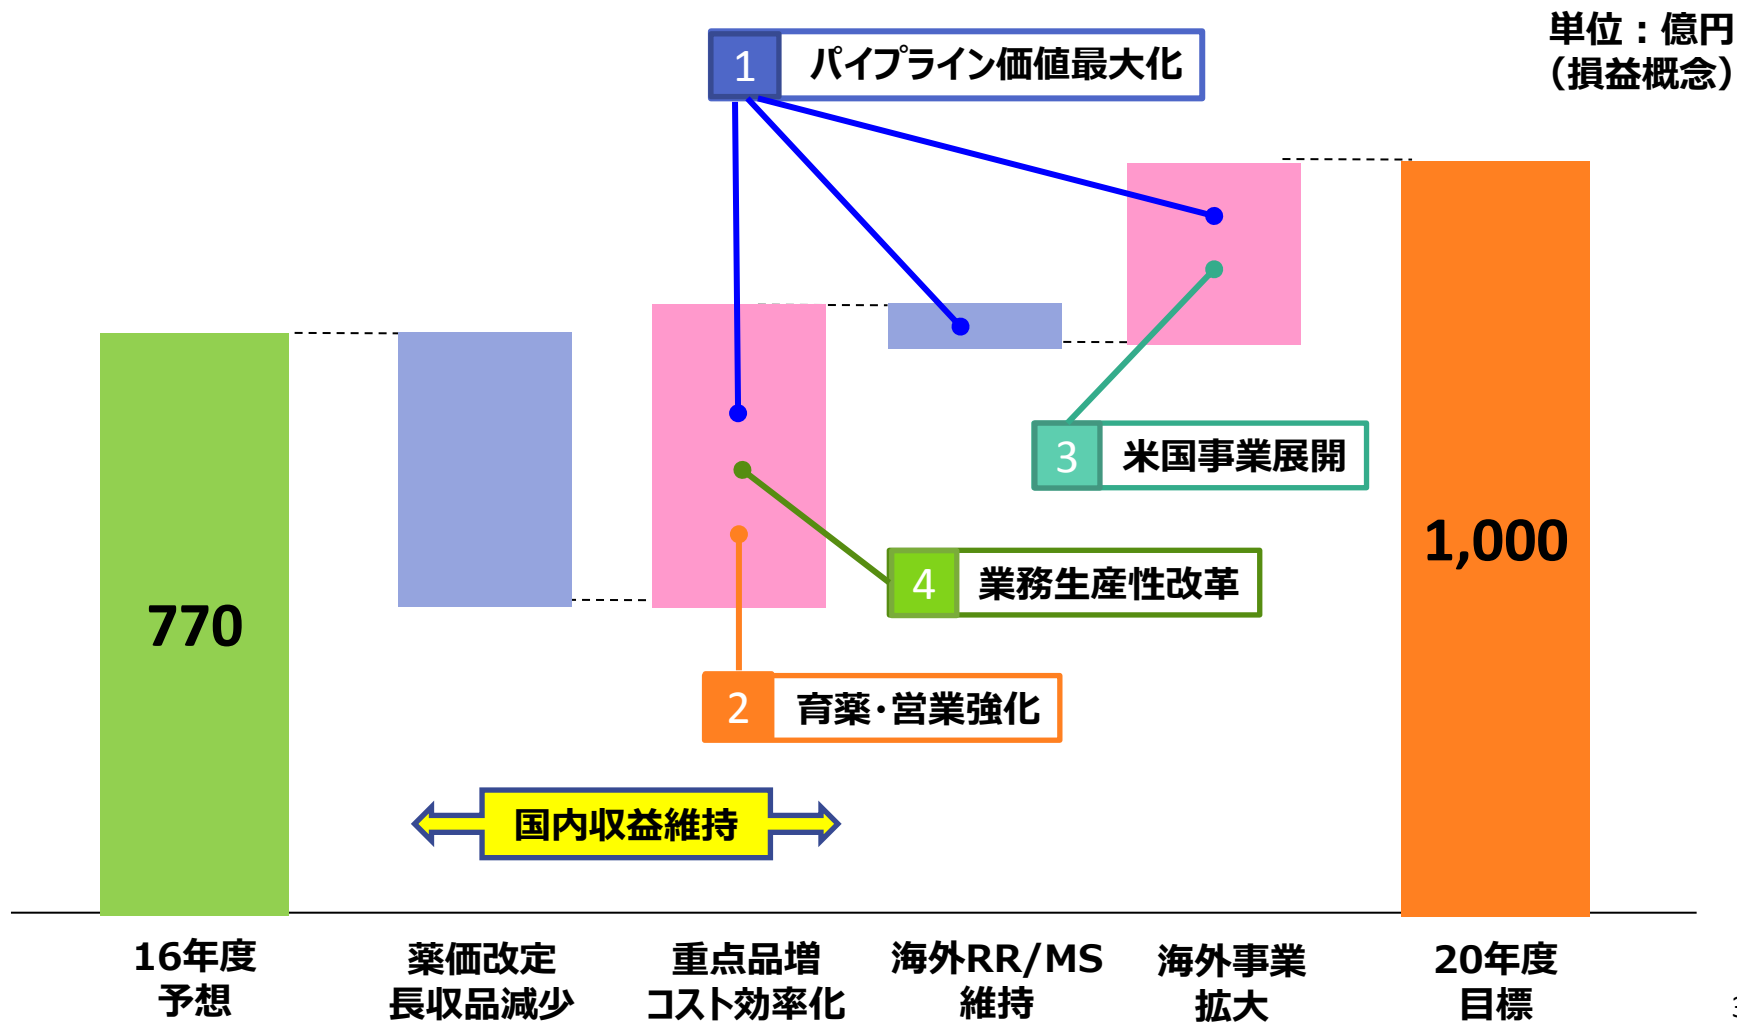 単位：億円
（損益概念）
1 パイプライン価値最大化
3 米国事業展開
1,000
4 業務生産性改革
770
2 育薬・営業強化
国内収益維持
16年度
予想
薬価改定
長収品減少
重点品増
コスト効率化
海外RR/MS
維持
海外事業
拡大
20年度
目標